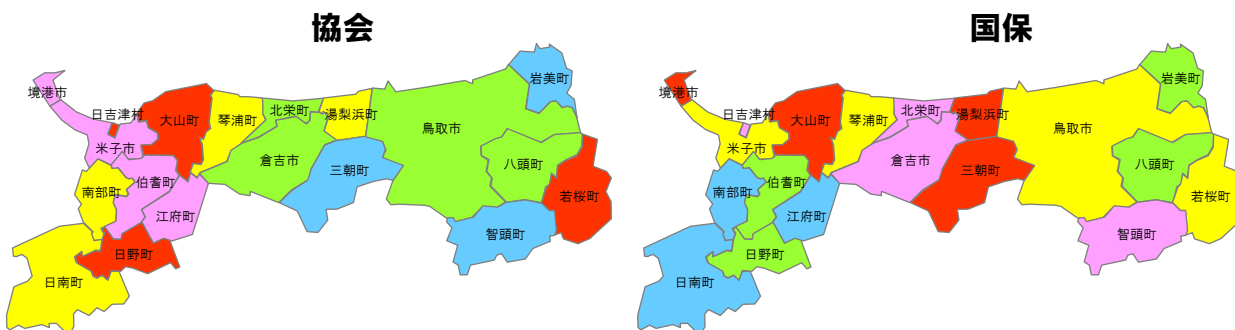 協会
国保
岩美町
境港市
日吉津村
大山町
琴浦町
北栄町
湯梨浜町
鳥取市
米子市
倉吉市
三朝町
八頭町
南部町
伯耆町
若桜町
江府町
智頭町
日野町
日南町
岩美町
境港市
日吉津村
大山町
琴浦町
北栄町
湯梨浜町
鳥取市
米子市
倉吉市
三朝町
八頭町
南部町
伯耆町
若桜町
江府町
智頭町
日野町
日南町